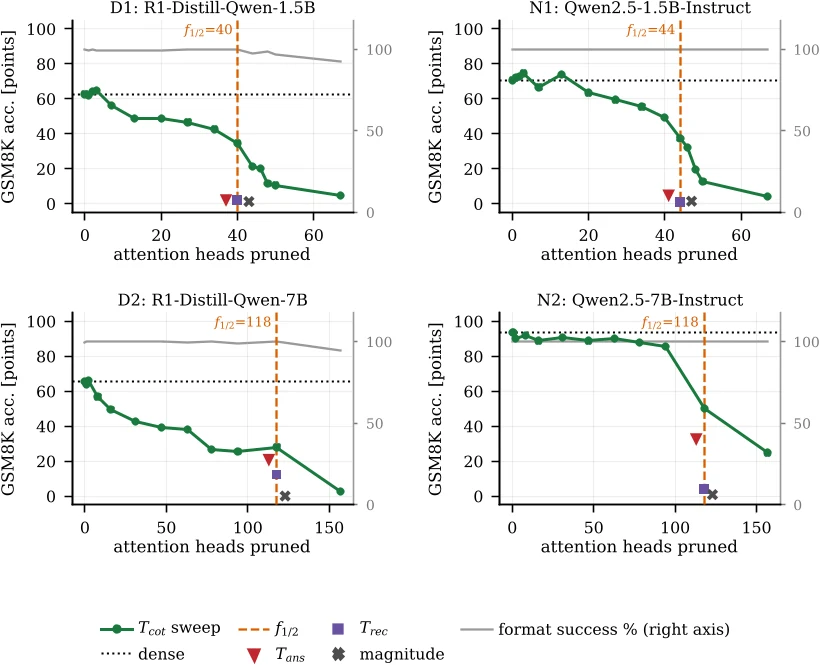 D1: R1-Distill-Qwen-1.5B
f1/2=40
GSM8K acc. [points]
100
80
60
40
20
0
100
50
0
0 20 40 60
attention heads pruned
N1: Qwen2.5-1.5B-Instruct
f1/2=44
GSM8K acc. [points]
100
80
60
40
20
0
100
50
0
0 20 40 60
attention heads pruned
D2: R1-Distill-Qwen-7B
f1/2=118
GSM8K acc. [points]
100
80
60
40
20
0
100
50
0
0 50 100 150
attention heads pruned
N2: Qwen2.5-7B-Instruct
f1/2=118
GSM8K acc. [points]
100
80
60
40
20
0
100
50
0
0 50 100 150
attention heads pruned
Tcot sweep f1/2 Trec format success % (right axis)
dense Tans magnitude